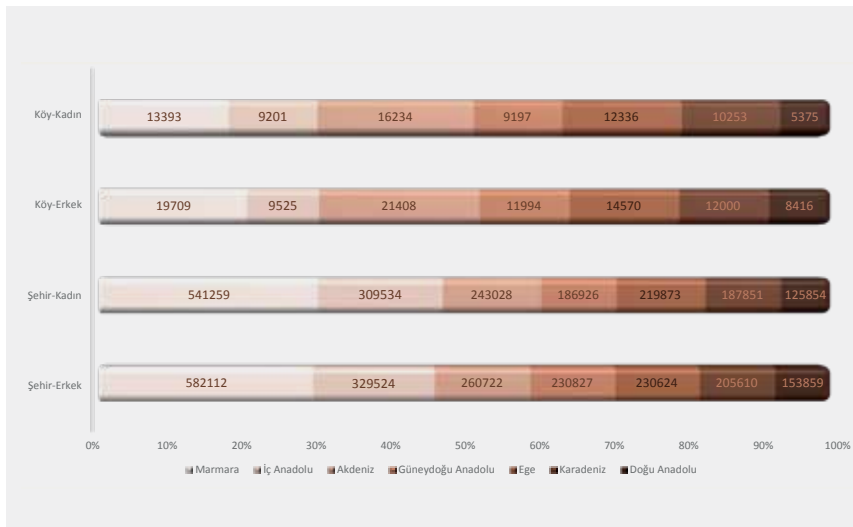 Köy-Kadın
13393 9201 16234 9197 12336 10253 5375
Köy-Erkek
19709 9525 21408 11994 14570 12000 8416
Şehir-Kadın
541259 309534 243028 186926 219873 187851 125854
Şehir-Erkek
582112 329524 260722 230827 230624 205610 153859
0% 10% 20% 30% 40% 50% 60% 70% 80% 90% 100%
Marmara İç Anadolu Akdeniz Güneydoğu Anadolu Ege Karadeniz Doğu Anadolu